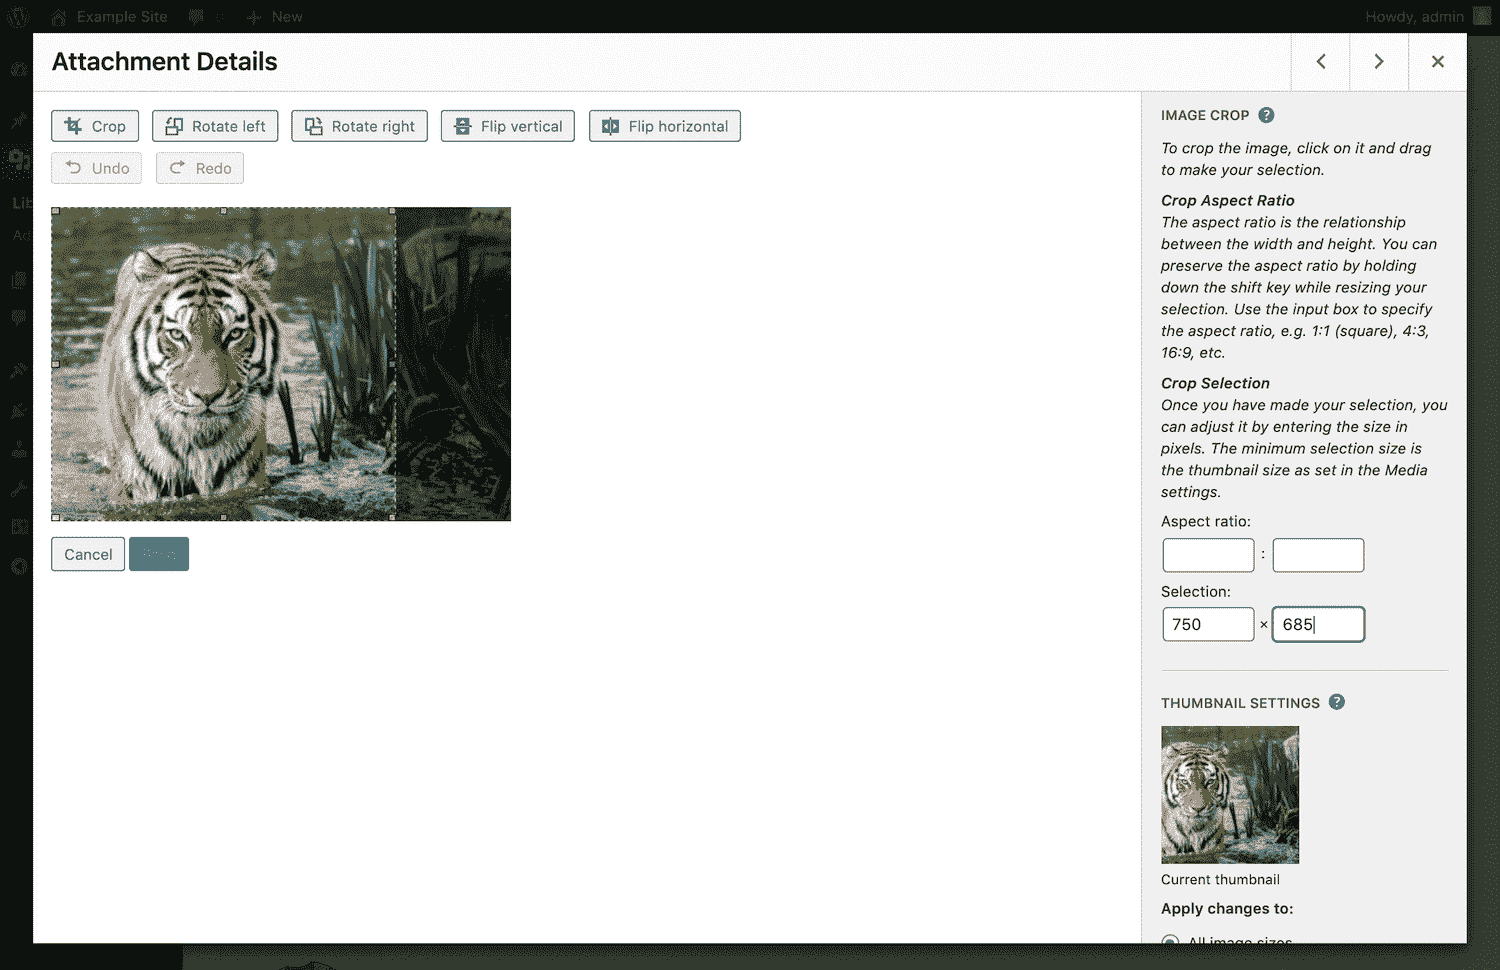 Example Site
New
Howdy, admin
Attachment Details
Crop
Rotate left
Rotate right
Flip vertical
Flip horizontal
Undo
Redo
Cancel
IMAGE CROP ?
To crop the image, click on it and drag
to make your selection.
Crop Aspect Ratio
The aspect ratio is the relationship
between the width and height. You can
preserve the aspect ratio by holding
down the shift key while resizing your
selection. Use the input box to specify
the aspect ratio, e.g. 1:1 (square), 4:3,
16:9, etc.
Crop Selection
Once you have made your selection, you
can adjust it by entering the size in
pixels. The minimum selection size is
the thumbnail size as set in the Media
settings.
Aspect ratio:
:
Selection:
750 × 685
THUMBNAIL SETTINGS ?
Current thumbnail
Apply changes to:
All image sizes